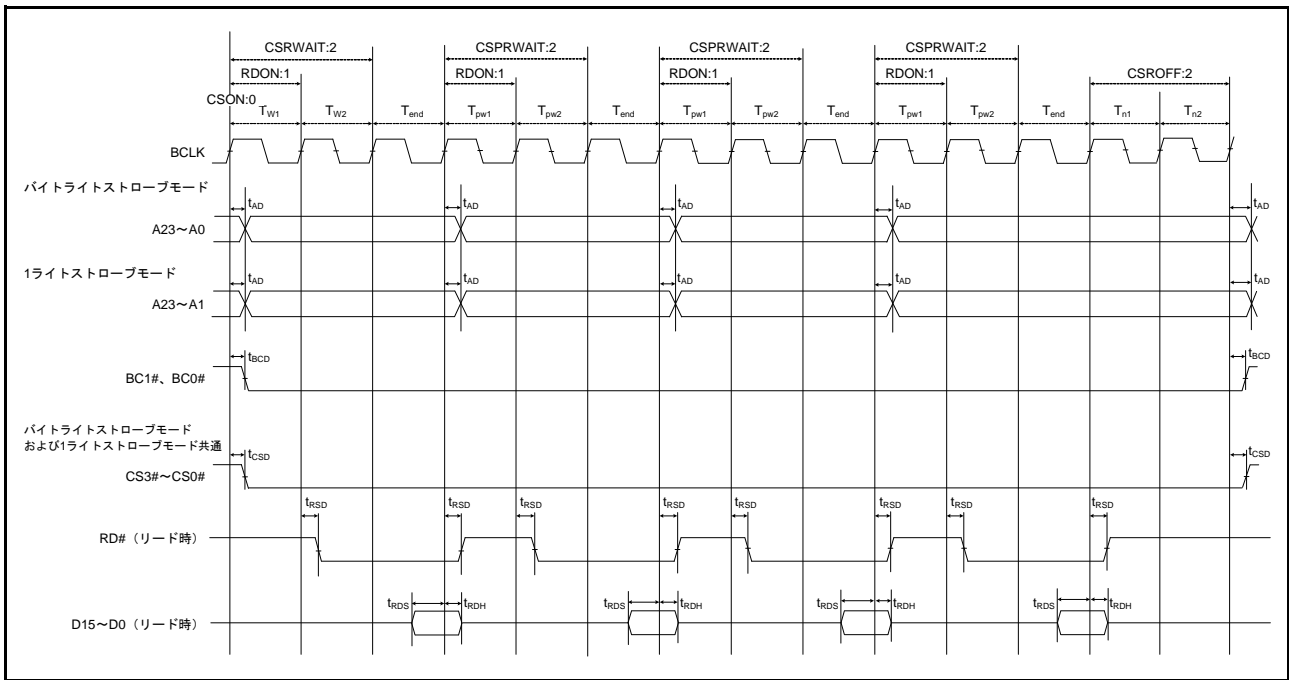 CSRWAIT:2 CSPRWAIT:2 CSPRWAIT:2 CSPRWAIT:2
RDON:1 RDON:1 RDON:1 RDON:1 CSROFF:2
CSON:0
TW1 TW2 Tend Tpw1 Tpw2 Tend Tpw1 Tpw2 Tend Tpw1 Tpw2 Tend Tn1 Tn2
BCLK
バイトライトストローブモード
tAD tAD tAD tAD tAD
A23～A0
1ライトストローブモード
tAD tAD tAD tAD tAD
A23～A1
tBCD tBCD
BC1#、BC0#
バイトライトストローブモード
および1ライトストローブモード共通
tCSD tCSD
CS3#～CS0#
tRSD tRSD tRSD tRSD tRSD tRSD tRSD tRSD
RD#（リード時）
tRDS tRDH tRDS tRDH tRDS tRDH tRDS tRDH
D15～D0（リード時）